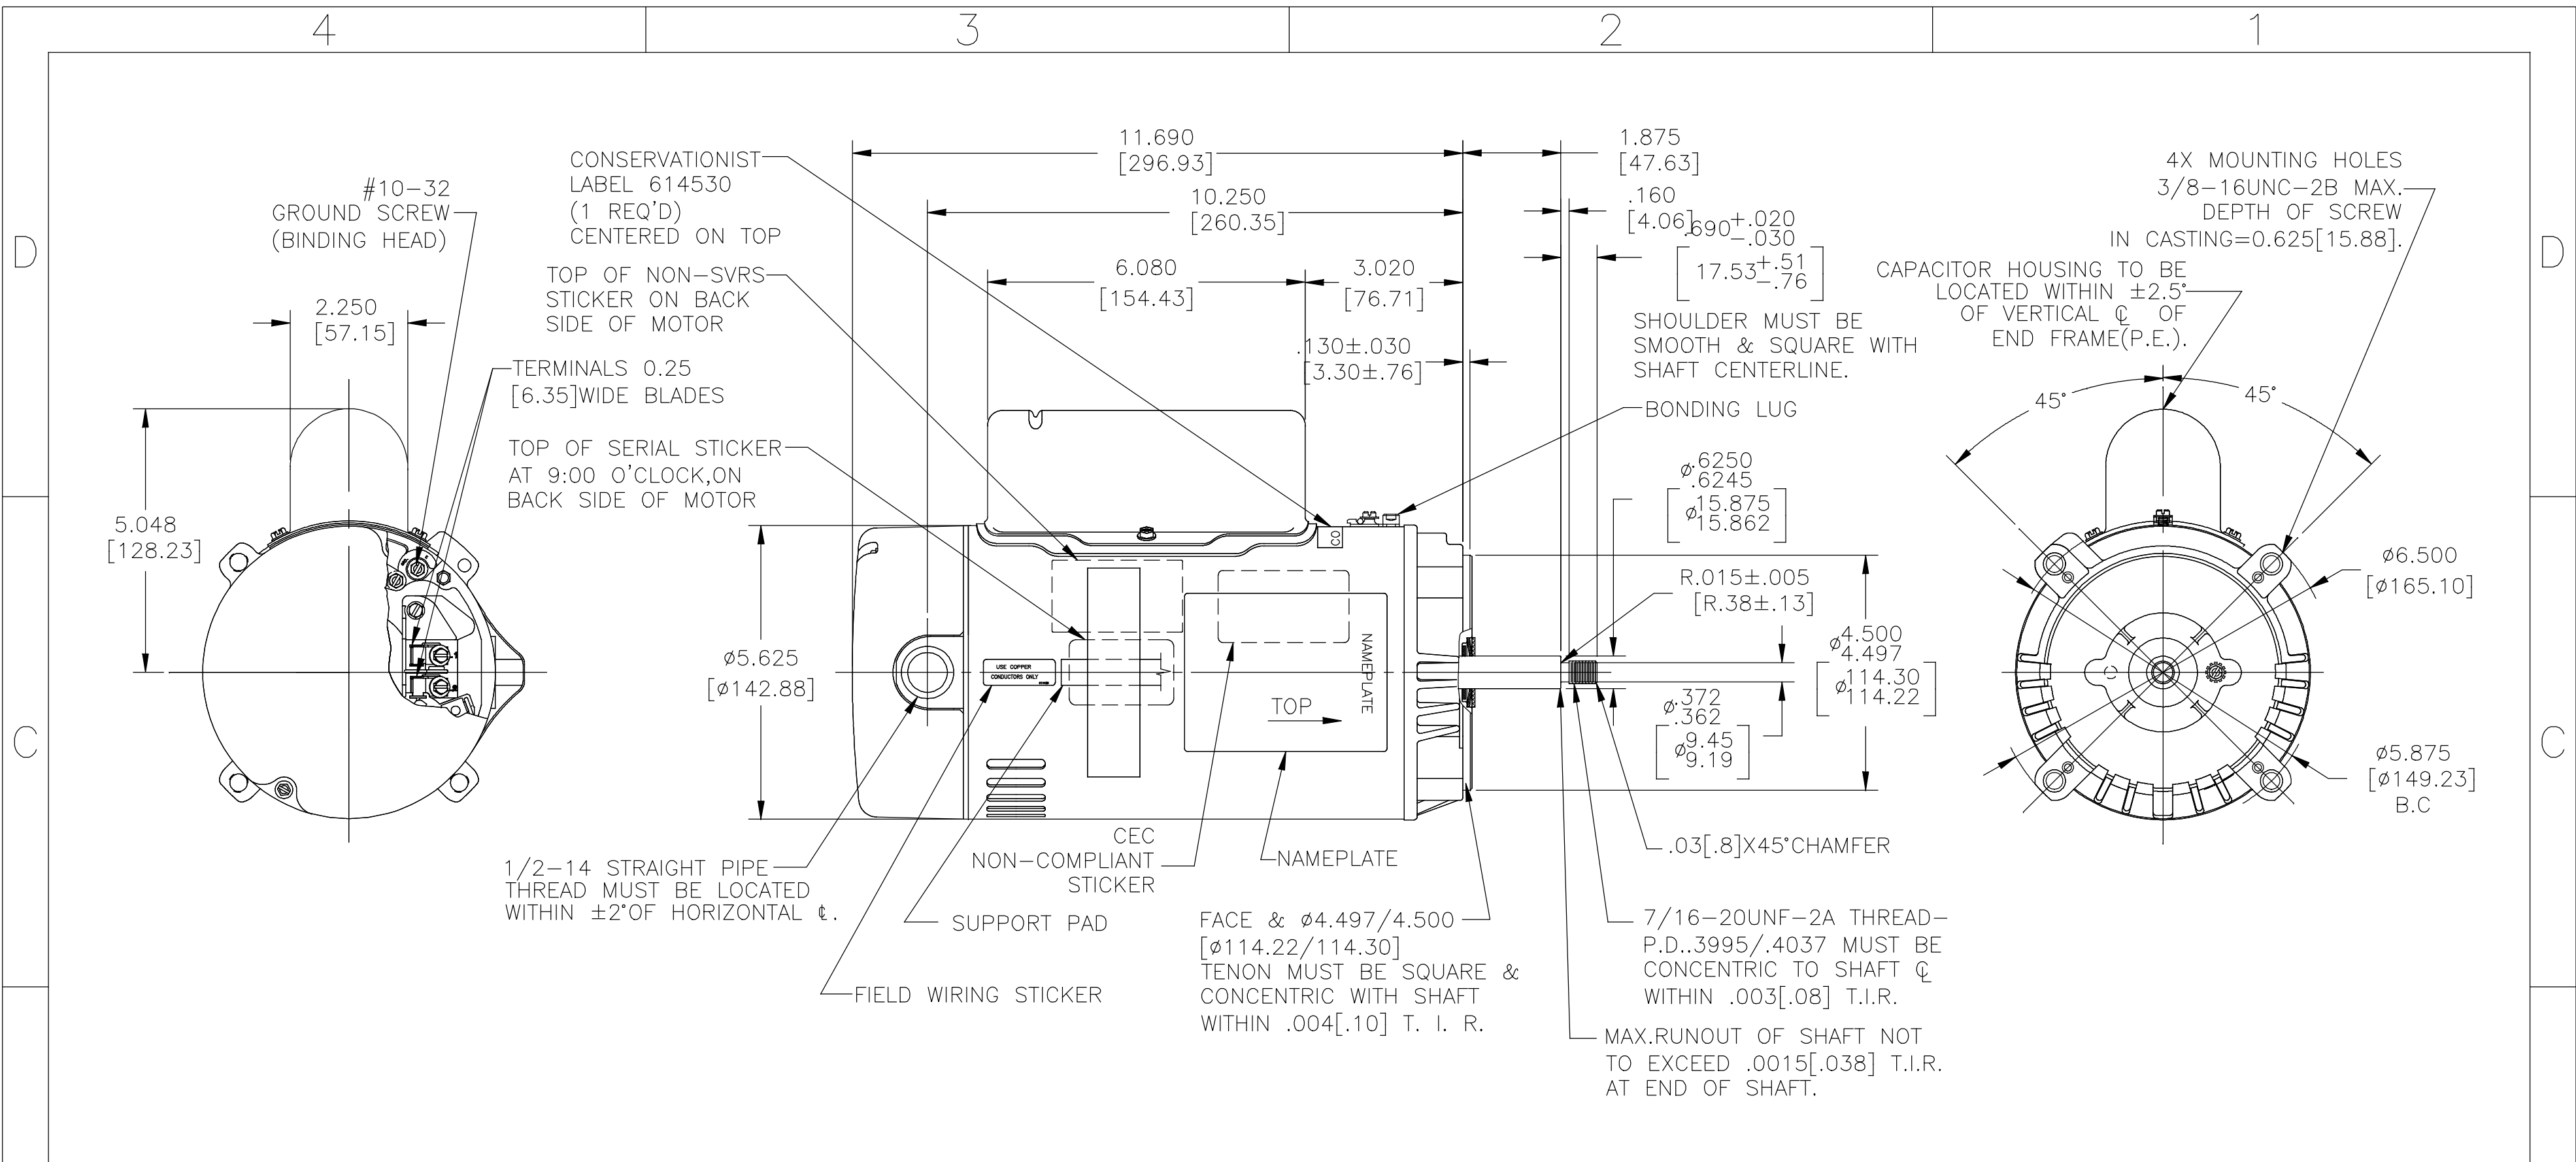 4
3
2
1
D
D
C
C
#10-32
GROUND SCREW
(BINDING HEAD)
2.250
[57.15]
5.048
[128.23]
CONSERVATIONIST
LABEL 614530
(1 REQ'D)
CENTERED ON TOP
TOP OF NON-SVRS
STICKER ON BACK
SIDE OF MOTOR
TERMINALS 0.25
[6.35]WIDE BLADES
TOP OF SERIAL STICKER
AT 9:00 O'CLOCK,ON
BACK SIDE OF MOTOR
11.690
[296.93]
10.250
[260.35]
6.080
[154.43]
3.020
[76.71]
.130±.030
[3.30±.76]
1.875
[47.63]
.160
[4.06]
.690+.020
-.030
[17.53+.51
-.76]
SHOULDER MUST BE
SMOOTH & SQUARE WITH
SHAFT CENTERLINE.
BONDING LUG
ø.6250
.6245
[ø15.875
15.862]
R.015±.005
[R.38±.13]
ø4.500
4.497
[ø114.30
114.22]
ø.372
.362
[ø9.45
9.19]
ø5.625
[ø142.88]
CO
USE COPPER
CONDUCTORS ONLY
TOP
NAMEPLATE
1/2-14 STRAIGHT PIPE
THREAD MUST BE LOCATED
WITHIN ±2°OF HORIZONTAL ℄.
SUPPORT PAD
FIELD WIRING STICKER
CEC
NON-COMPLIANT
STICKER
NAMEPLATE
FACE & ø4.497/4.500
[ø114.22/114.30]
TENON MUST BE SQUARE &
CONCENTRIC WITH SHAFT
WITHIN .004[.10] T. I. R.
.03[.8]X45°CHAMFER
7/16-20UNF-2A THREAD-
P.D..3995/.4037 MUST BE
CONCENTRIC TO SHAFT ℄
WITHIN .003[.08] T.I.R.
MAX.RUNOUT OF SHAFT NOT
TO EXCEED .0015[.038] T.I.R.
AT END OF SHAFT.
4X MOUNTING HOLES
3/8-16UNC-2B MAX.
DEPTH OF SCREW
IN CASTING=0.625[15.88].
CAPACITOR HOUSING TO BE
LOCATED WITHIN ±2.5°
OF VERTICAL ℄ OF
END FRAME(P.E.).
45°
45°
ø6.500
[ø165.10]
ø5.875
[ø149.23]
B.C